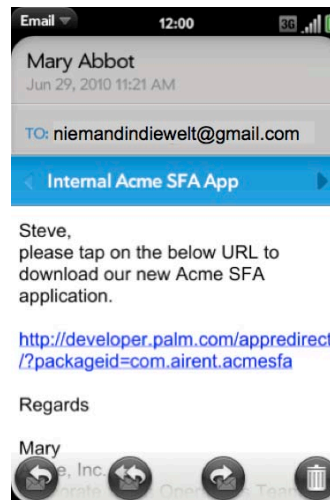 Email
12:00
3G
Mary Abbot
Jun 29, 2010 11:21 AM
TO: niemandindiewelt@gmail.com
Internal Acme SFA App
Steve,
please tap on the below URL to
download our new Acme SFA
application.
http://developer.palm.com/appredirect
/?packageid=com.airent.acmesfa
Regards
Mary
Inc.